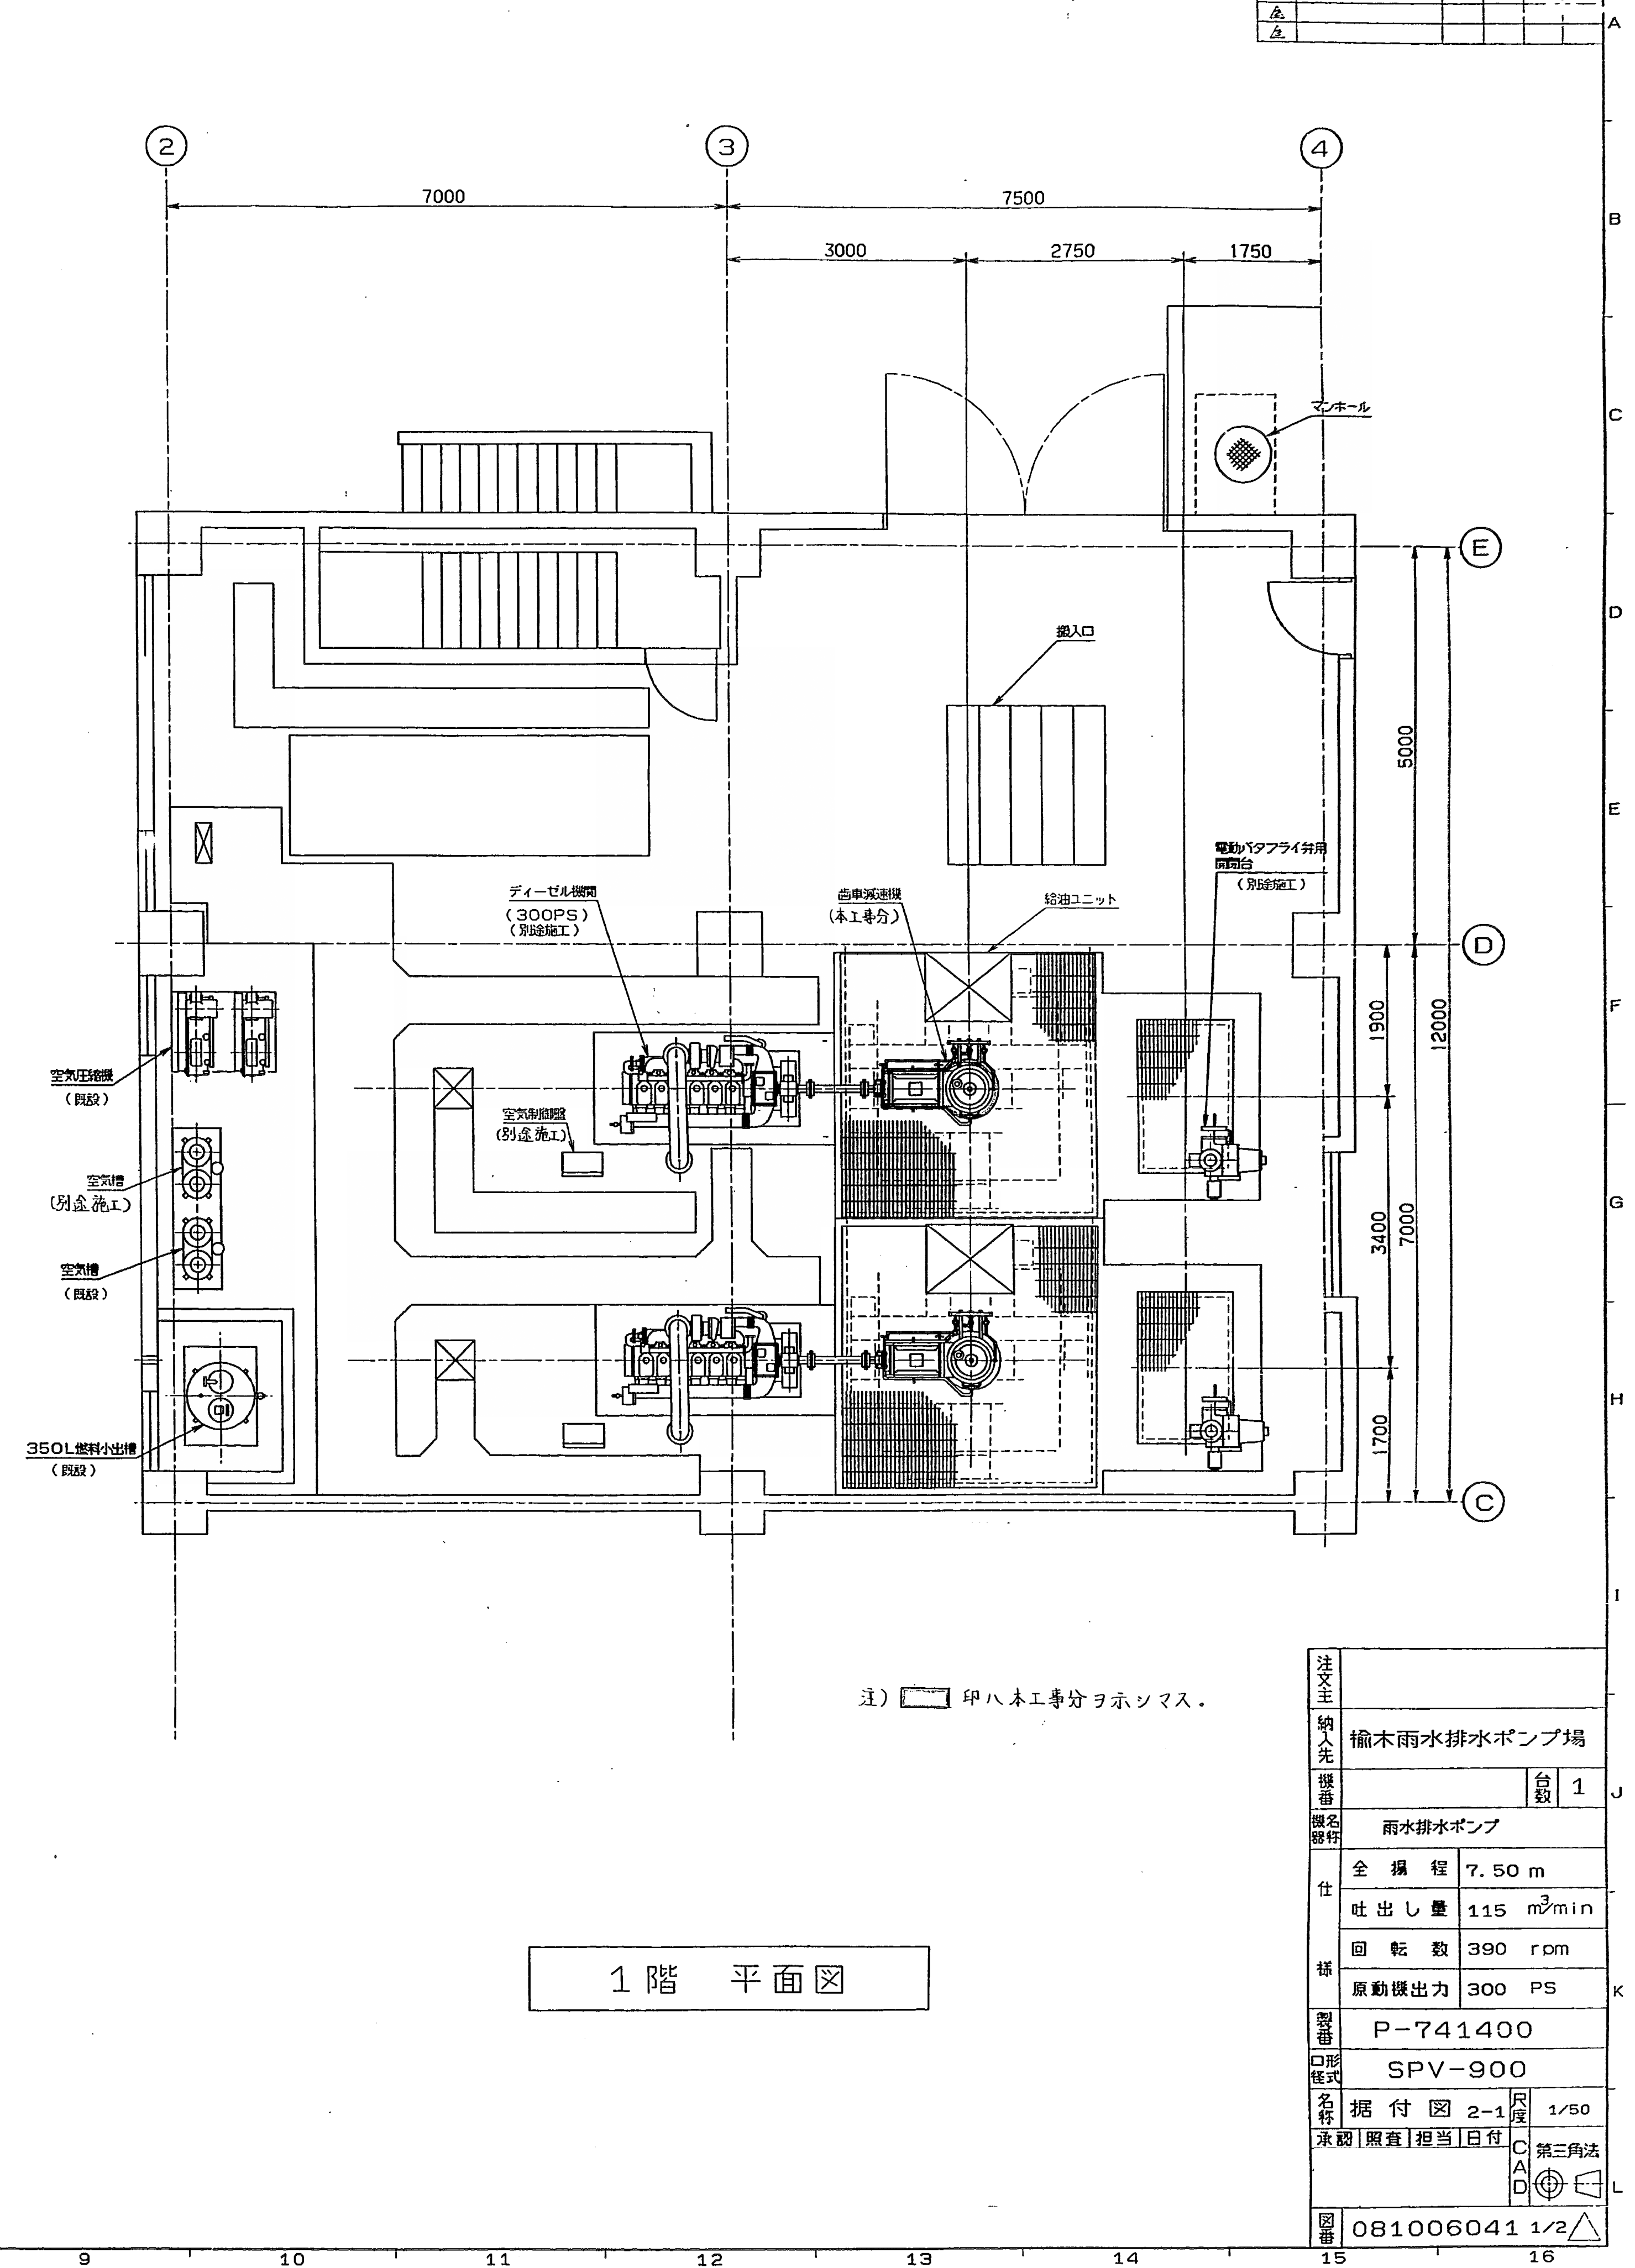 A
2
3
4
7000
7500
B
3000
2750
1750
マンホール
C
E
D
搬入口
5000
E
電動バタフライ弁用
開閉台
(別途施工)
ディーゼル機関
(300PS)
(別途施工)
歯車減速機
(本工事分)
給油ユニット
D
F
1900
12000
空気圧縮機
(既設)
空気制御盤
(別途施工)
空気槽
(別途施工)
G
3400
7000
空気槽
(既設)
H
1700
350L燃料小出槽
(既設)
C
I
注) 印ハ本工事分ヲ示シマス。
注文主
納入先 楡木雨水排水ポンプ場
機番 台数 1
J
機器名称 雨水排水ポンプ
仕様
全揚程 7.50 m
吐出し量 115 m³/min
回転数 390 rpm
原動機出力 300 PS
K
製番 P-741400
口径形式 SPV-900
名称 据付図 2-1 尺度 1/50
承認 照査 担当 日付 CAD 第三角法
L
図番 081006041 1/2
1階 平面図
9 10 11 12 13 14 15 16